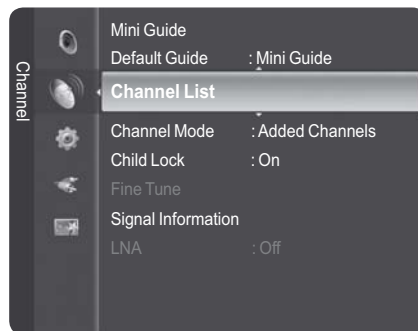 Channel
Mini Guide
Default Guide : Mini Guide
Channel List
Channel Mode : Added Channels
Child Lock : On
Fine Tune
Signal Information
LNA : Off